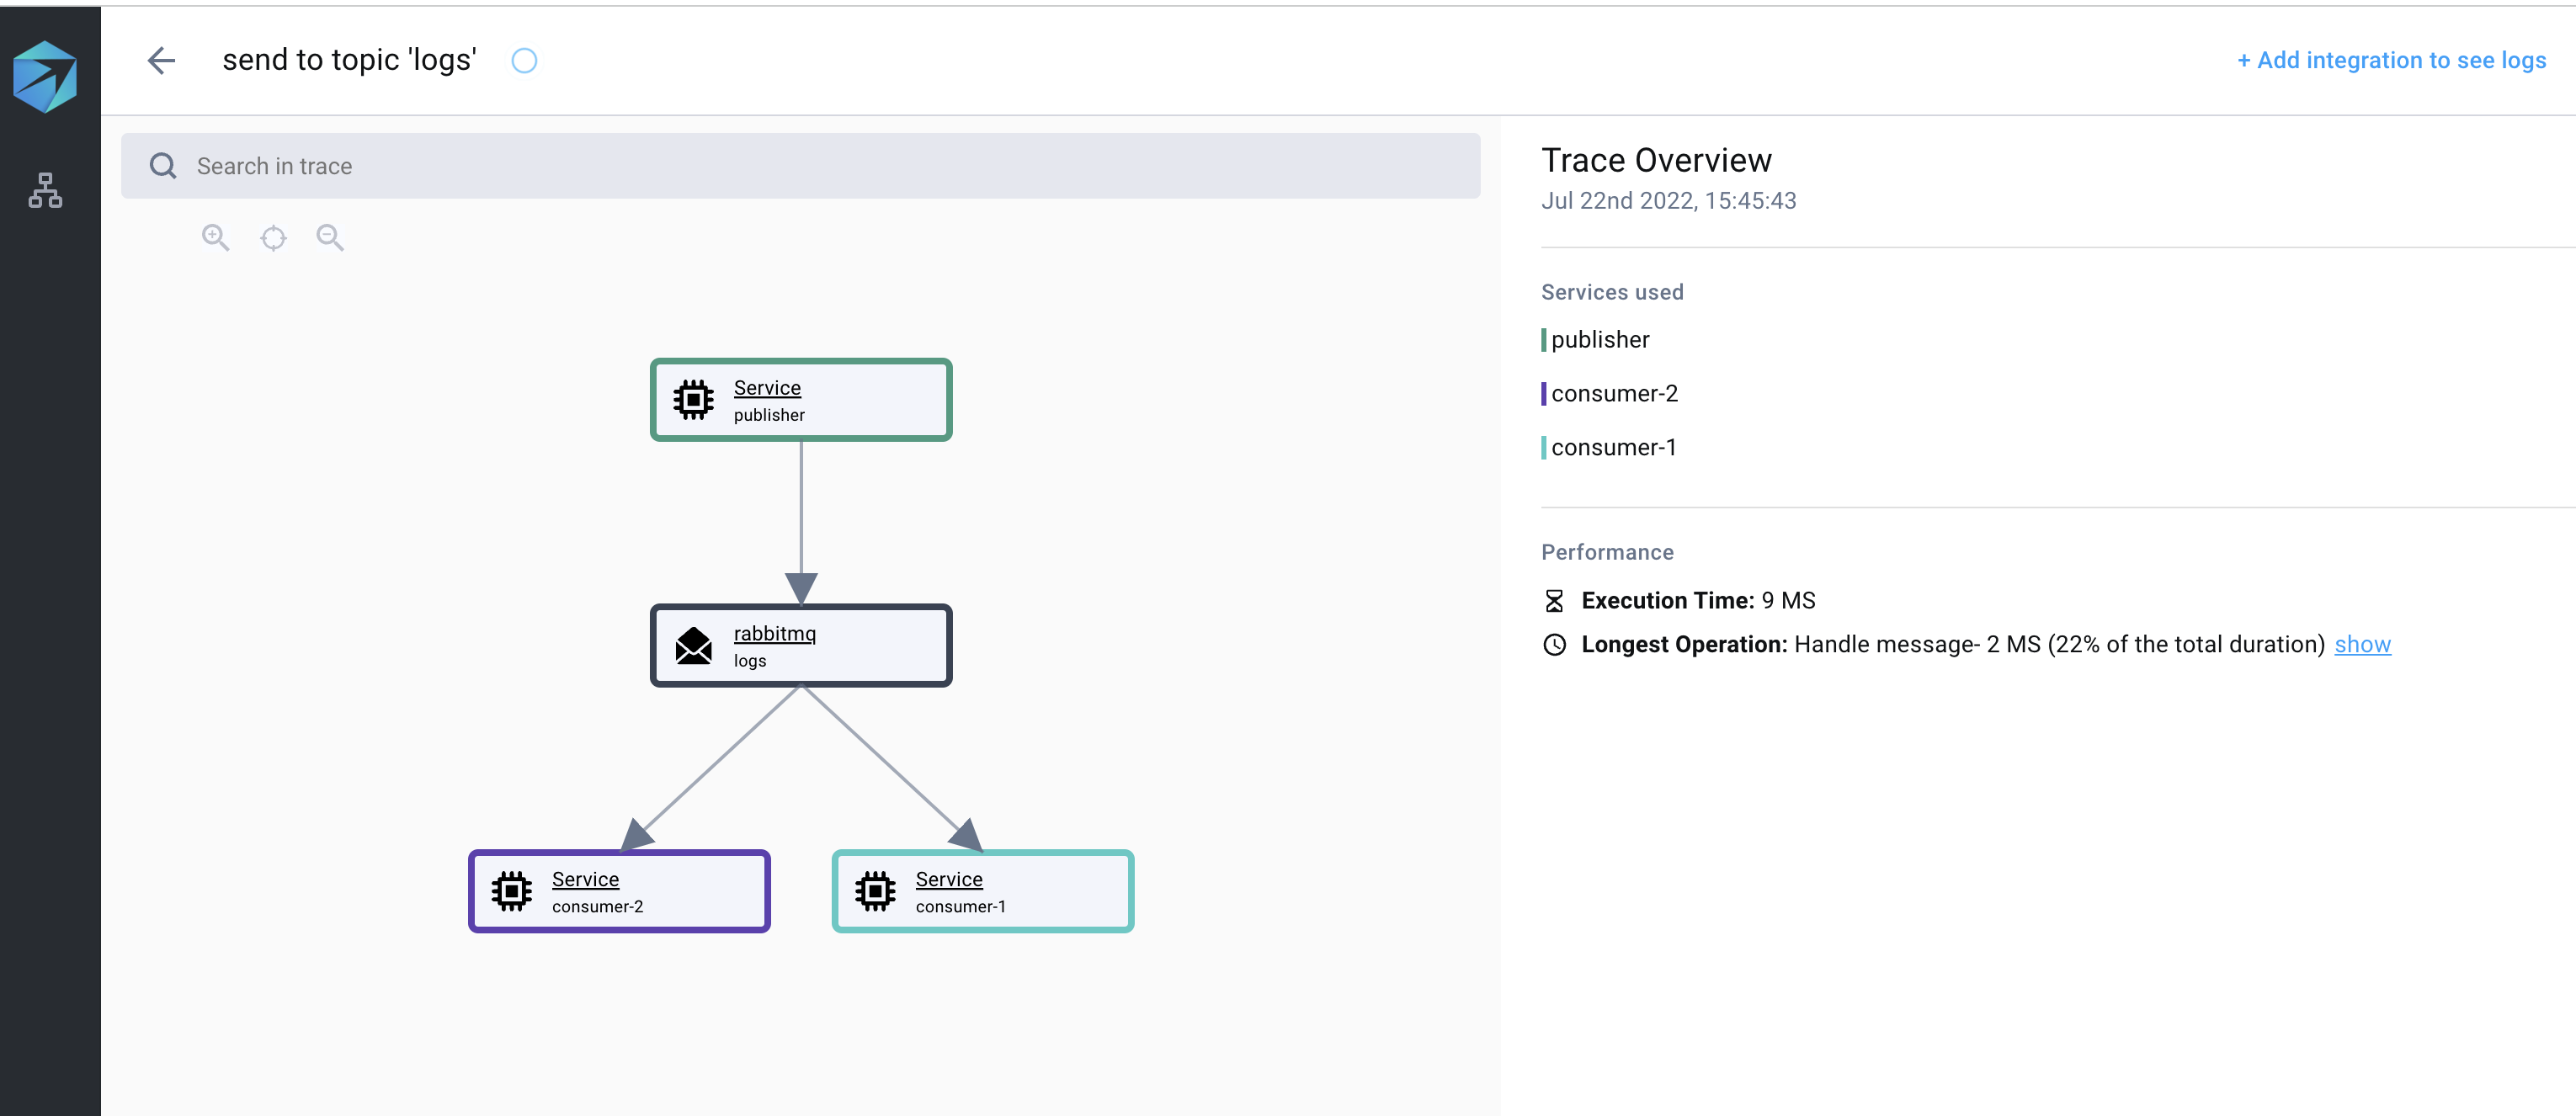 send to topic 'logs'
+ Add integration to see logs
Search in trace
Service
publisher
rabbitmq
logs
Service
consumer-2
Service
consumer-1
Trace Overview
Jul 22nd 2022, 15:45:43
Services used
publisher
consumer-2
consumer-1
Performance
Execution Time: 9 MS
Longest Operation: Handle message- 2 MS (22% of the total duration) show